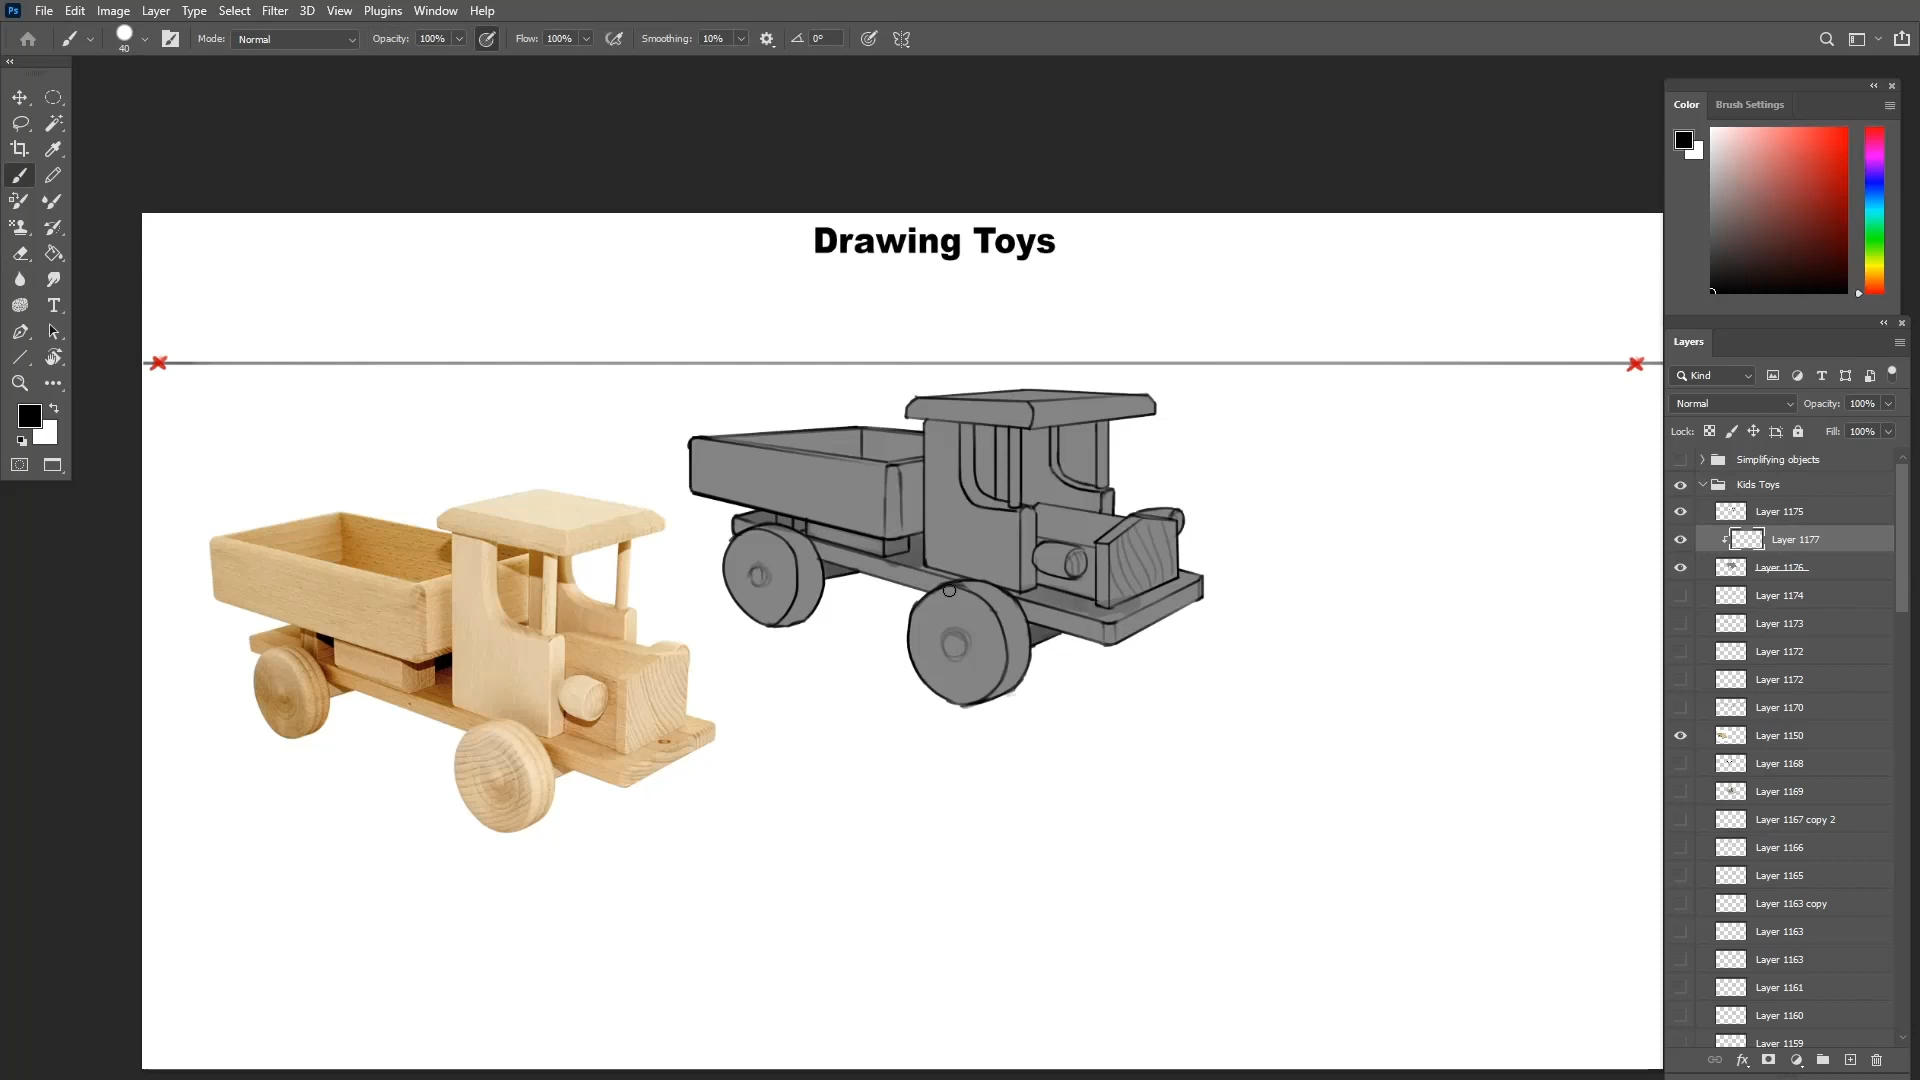 Ps File Edit Image Layer Type Select Filter 3D View Plugins Window Help
40 Mode: Normal Opacity: 100% Flow: 100% Smoothing: 10% 0°
Color Brush Settings
Drawing Toys
Layers
Kind
Normal Opacity: 100%
Lock: Fill: 100%
Simplifying objects
Kids Toys
Layer 1175
Layer 1177
Layer 1176
Layer 1174
Layer 1173
Layer 1172
Layer 1172
Layer 1170
Layer 1150
Layer 1168
Layer 1169
Layer 1167 copy 2
Layer 1166
Layer 1165
Layer 1163 copy
Layer 1163
Layer 1163
Layer 1161
Layer 1160
Layer 1159
fx